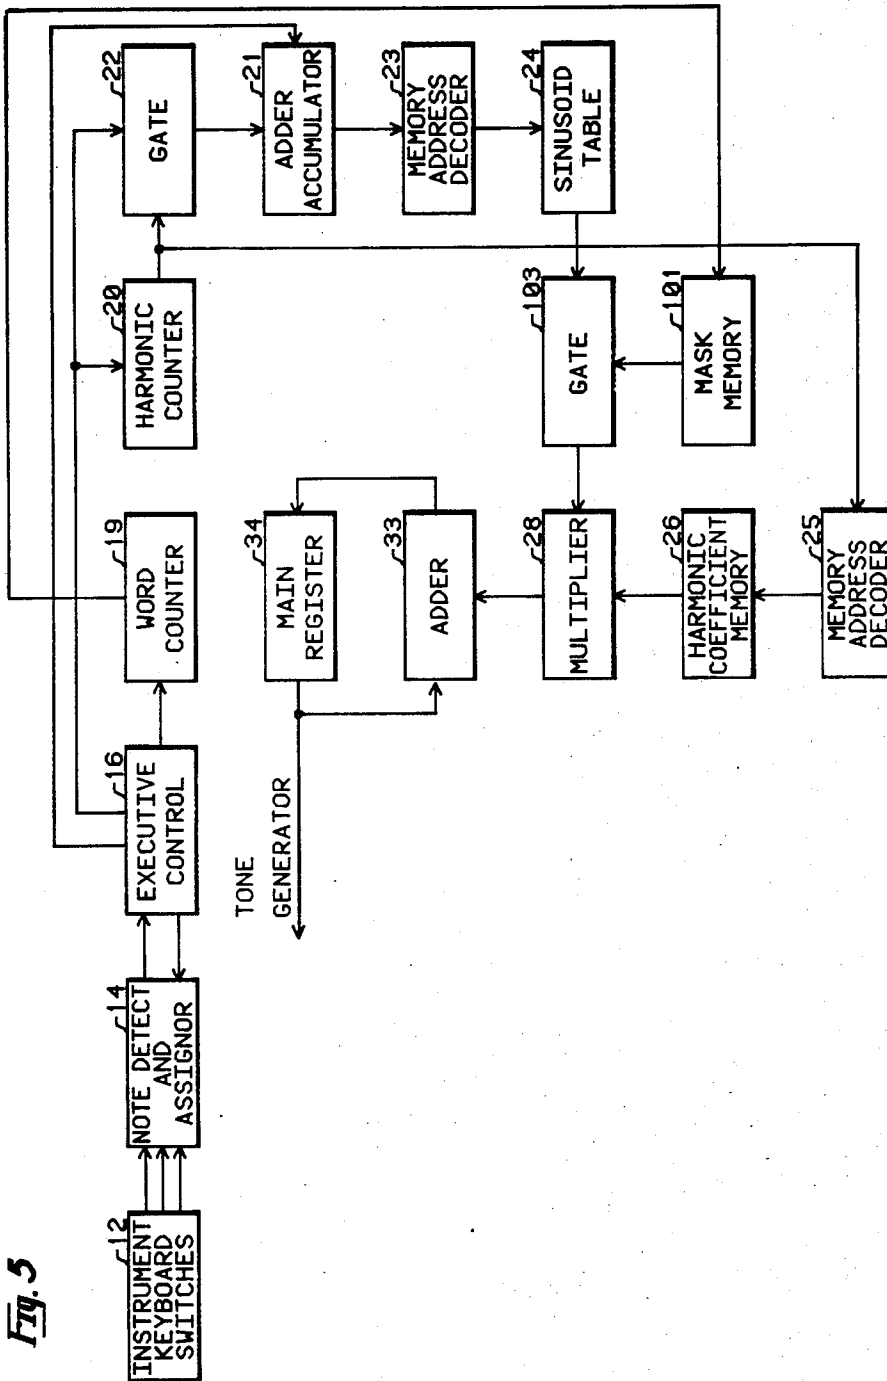 Fig. 5
12
INSTRUMENT
KEYBOARD
SWITCHES
14
NOTE DETECT
AND
ASSIGNOR
16
EXECUTIVE
CONTROL
19
WORD
COUNTER
20
HARMONIC
COUNTER
22
GATE
21
ADDER
ACCUMULATOR
23
MEMORY
ADDRESS
DECODER
24
SINUSOID
TABLE
TONE
GENERATOR
34
MAIN
REGISTER
33
ADDER
28
MULTIPLIER
103
GATE
101
MASK
MEMORY
26
HARMONIC
COEFFICIENT
MEMORY
25
MEMORY
ADDRESS
DECODER